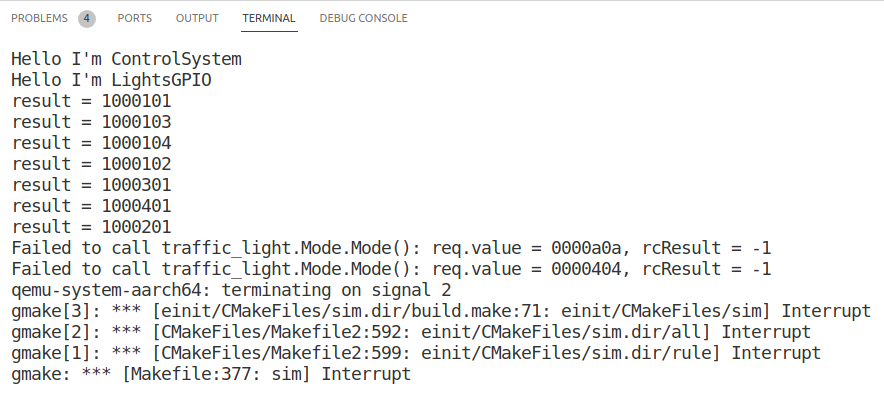 PROBLEMS 4 PORTS OUTPUT TERMINAL DEBUG CONSOLE
Hello I'm ControlSystem
Hello I'm LightsGPIO
result = 1000101
result = 1000103
result = 1000104
result = 1000102
result = 1000301
result = 1000401
result = 1000201
Failed to call traffic_light.Mode.Mode(): req.value = 0000a0a, rcResult = -1
Failed to call traffic_light.Mode.Mode(): req.value = 0000404, rcResult = -1
qemu-system-aarch64: terminating on signal 2
gmake[3]: *** [einit/CMakeFiles/sim.dir/build.make:71: einit/CMakeFiles/sim] Interrupt
gmake[2]: *** [CMakeFiles/Makefile2:592: einit/CMakeFiles/sim.dir/all] Interrupt
gmake[1]: *** [CMakeFiles/Makefile2:599: einit/CMakeFiles/sim.dir/rule] Interrupt
gmake: *** [Makefile:377: sim] Interrupt